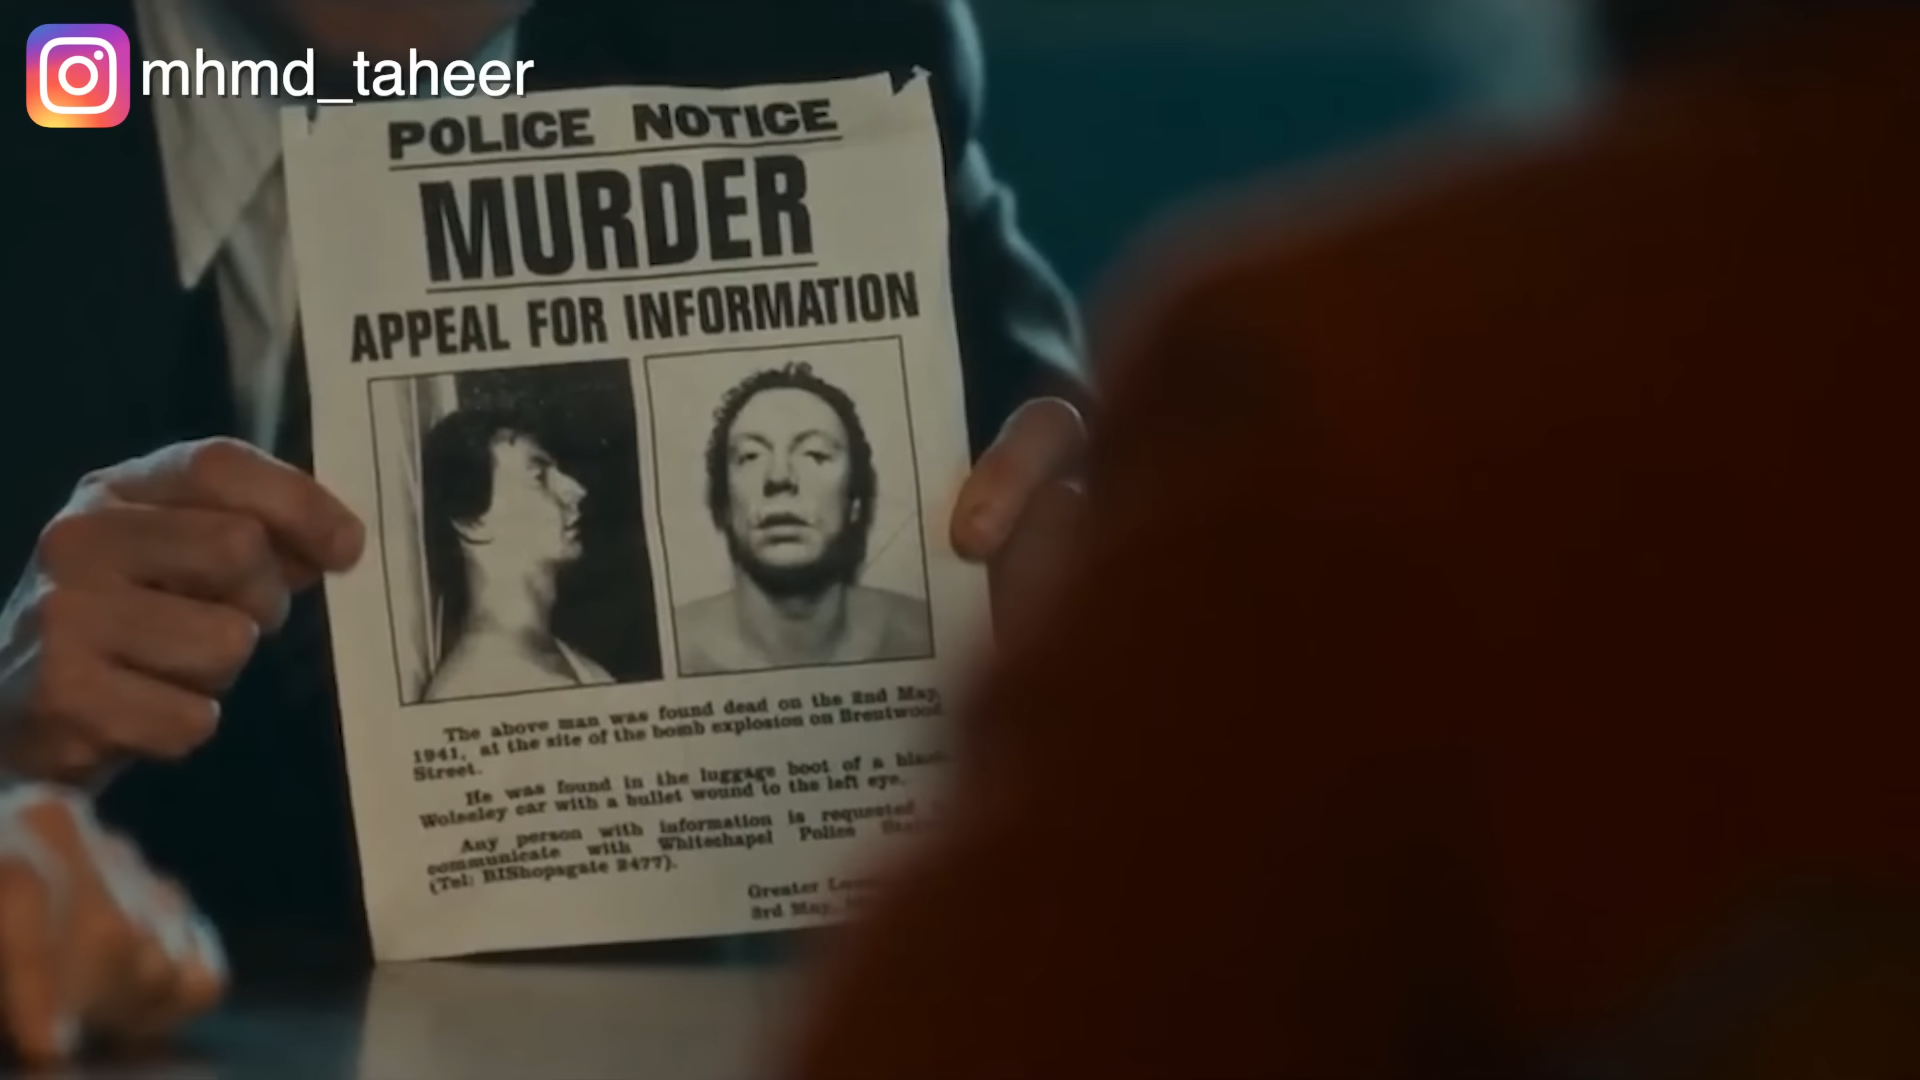 mhmd_taheer
POLICE NOTICE
MURDER
APPEAL FOR INFORMATION
The above man was found dead on the 2nd May,
1941, at the site of the bomb explosion on Brentwood
Street.
He was found in the luggage boot of a
Wolseley car with a bullet wound to the left eye.
Any person with information is requested
communicate with Whitechapel Police
(Tel: BIShopsgate 2477).
Greater
3rd May,